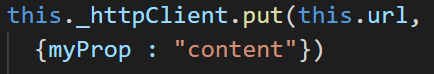 this._httpClient.put(this.url,
{myProp : "content"})